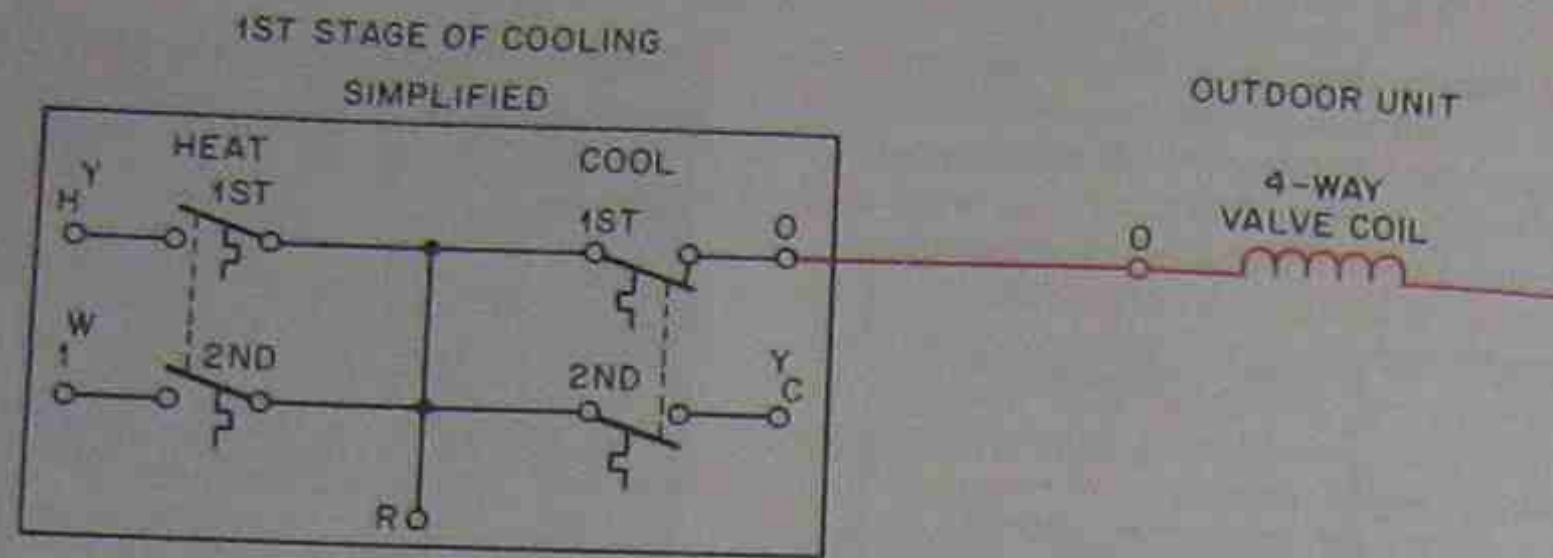 1ST STAGE OF COOLING
SIMPLIFIED
OUTDOOR UNIT
HEAT
COOL
4-WAY
VALVE COIL
Y
H
1ST
1ST
O
O
W
1
2ND
2ND
Y
C
R